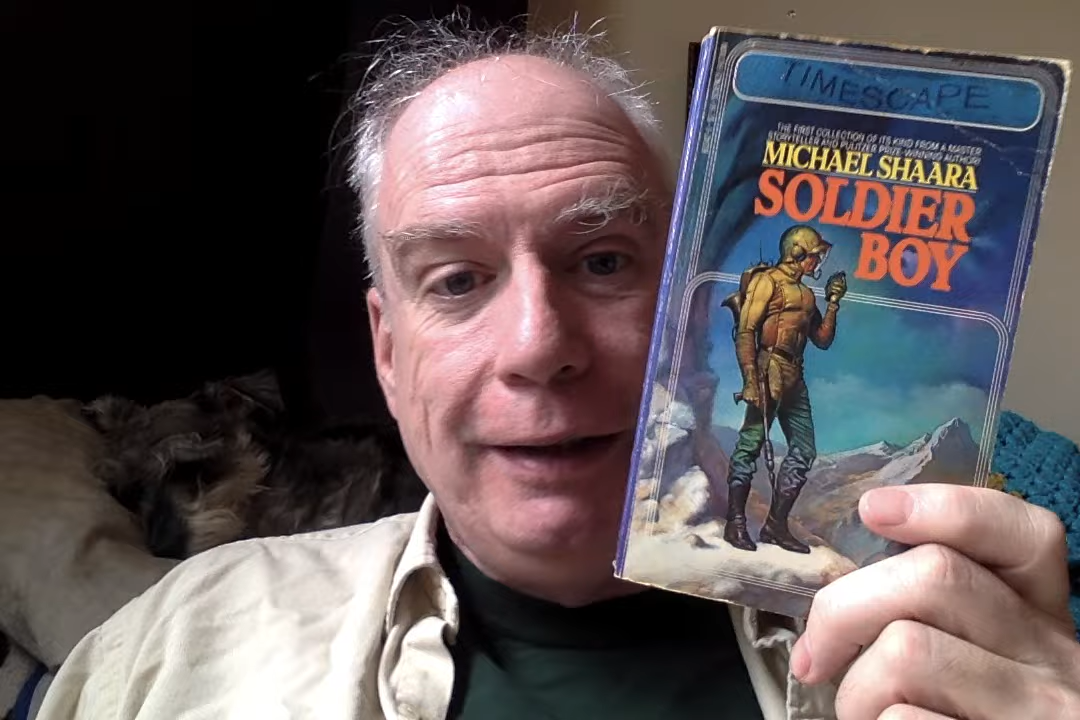 TIMESCAPE
THE FIRST COLLECTION OF ITS KIND FROM A MASTER
STORYTELLER AND PULITZER PRIZE-WINNING AUTHOR!
MICHAEL SHAARA
SOLDIER
BOY